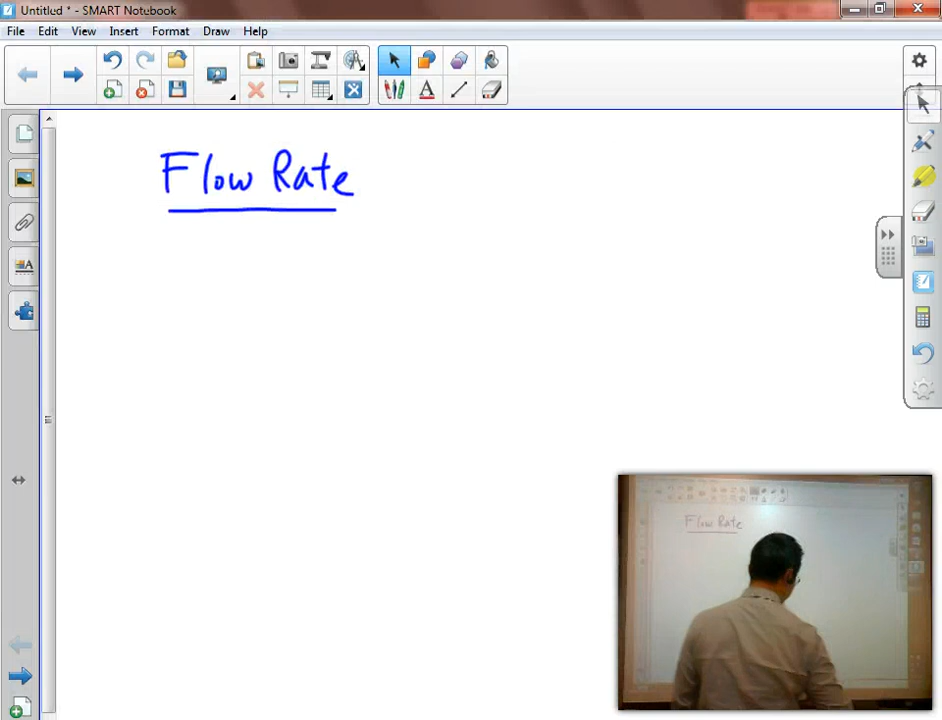 Untitled * - SMART Notebook
File Edit View Insert Format Draw Help
Flow Rate
Flow Rate